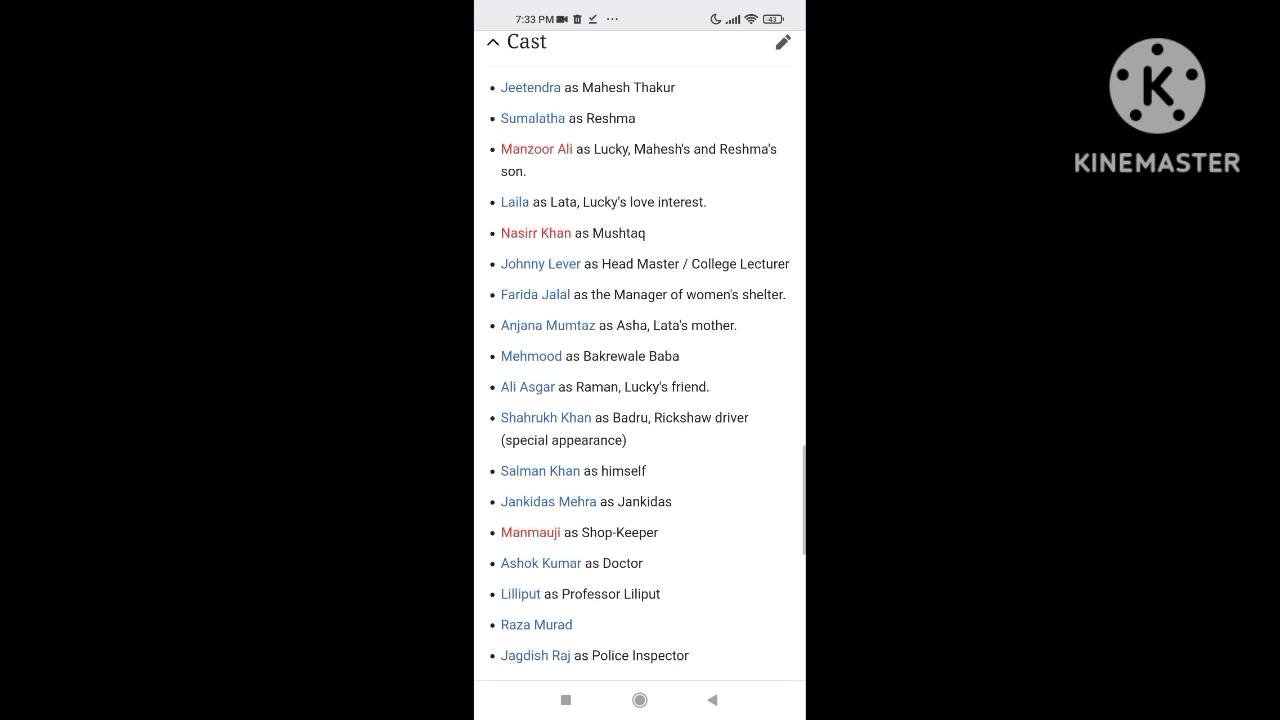 7:33 PM
43
Cast
Jeetendra as Mahesh Thakur
Sumalatha as Reshma
Manzoor Ali as Lucky, Mahesh's and Reshma's
son.
Laila as Lata, Lucky's love interest.
Nasirr Khan as Mushtaq
Johnny Lever as Head Master / College Lecturer
Farida Jalal as the Manager of women's shelter.
Anjana Mumtaz as Asha, Lata's mother.
Mehmood as Bakrewale Baba
Ali Asgar as Raman, Lucky's friend.
Shahrukh Khan as Badru, Rickshaw driver
(special appearance)
Salman Khan as himself
Jankidas Mehra as Jankidas
Manmauji as Shop-Keeper
Ashok Kumar as Doctor
Lilliput as Professor Liliput
Raza Murad
Jagdish Raj as Police Inspector
K
KINEMASTER